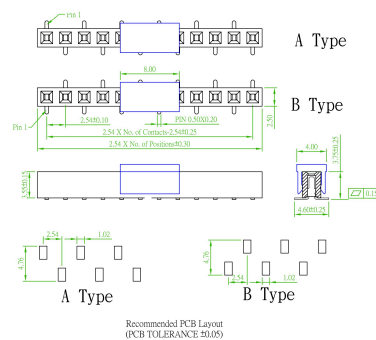 Pin 1
A Type
8.00
B Type
2.50
Pin 1
2.54±0.10
PIN 0.50X0.20
2.54 X No. of Contacts-2.54±0.25
2.54 X No. of Positions±0.30
4.00
3.75±0.25
3.55±0.15
0.15
4.60±0.25
2.54
1.02
4.76
A Type
4.76
2.54
1.02
B Type
Recommended PCB Layout
(PCB TOLERANCE ±0.05)